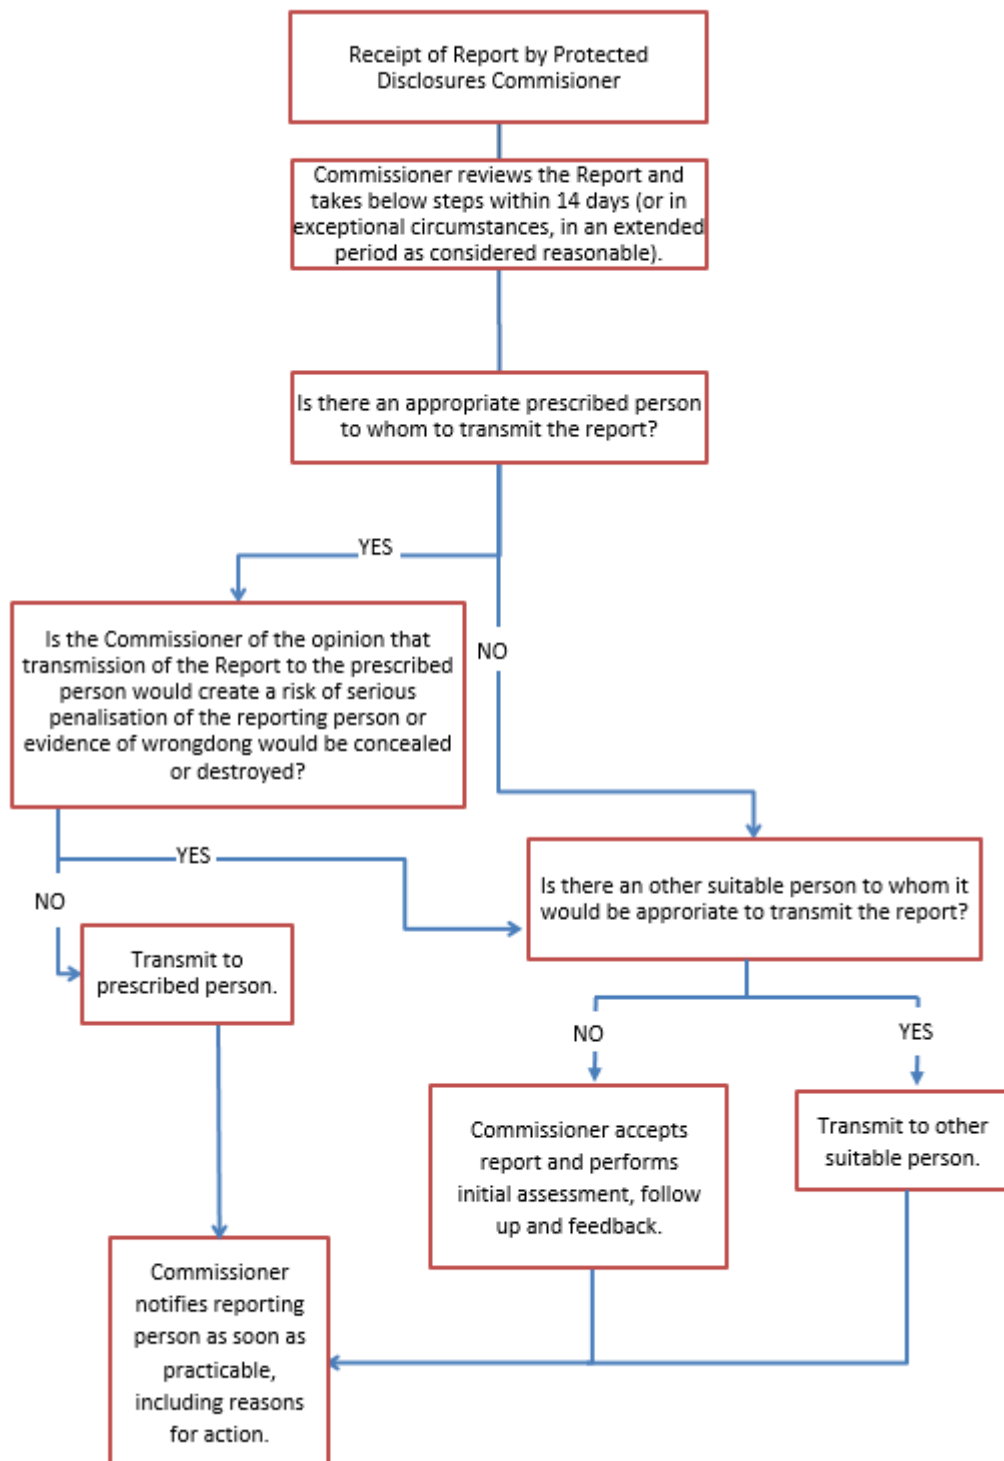 Receipt of Report by Protected
Disclosures Commisioner
Commissioner reviews the Report and
takes below steps within 14 days (or in
exceptional circumstances, in an extended
period as considered reasonable).
Is there an appropriate prescribed person
to whom to transmit the report?
YES
NO
Is the Commissioner of the opinion that
transmission of the Report to the prescribed
person would create a risk of serious
penalisation of the reporting person or
evidence of wrongdong would be concealed
or destroyed?
YES
NO
Is there an other suitable person to whom it
would be approriate to transmit the report?
Transmit to
prescribed person.
NO
YES
Commissioner accepts
report and performs
initial assessment, follow
up and feedback.
Transmit to other
suitable person.
Commissioner
notifies reporting
person as soon as
practicable,
including reasons
for action.